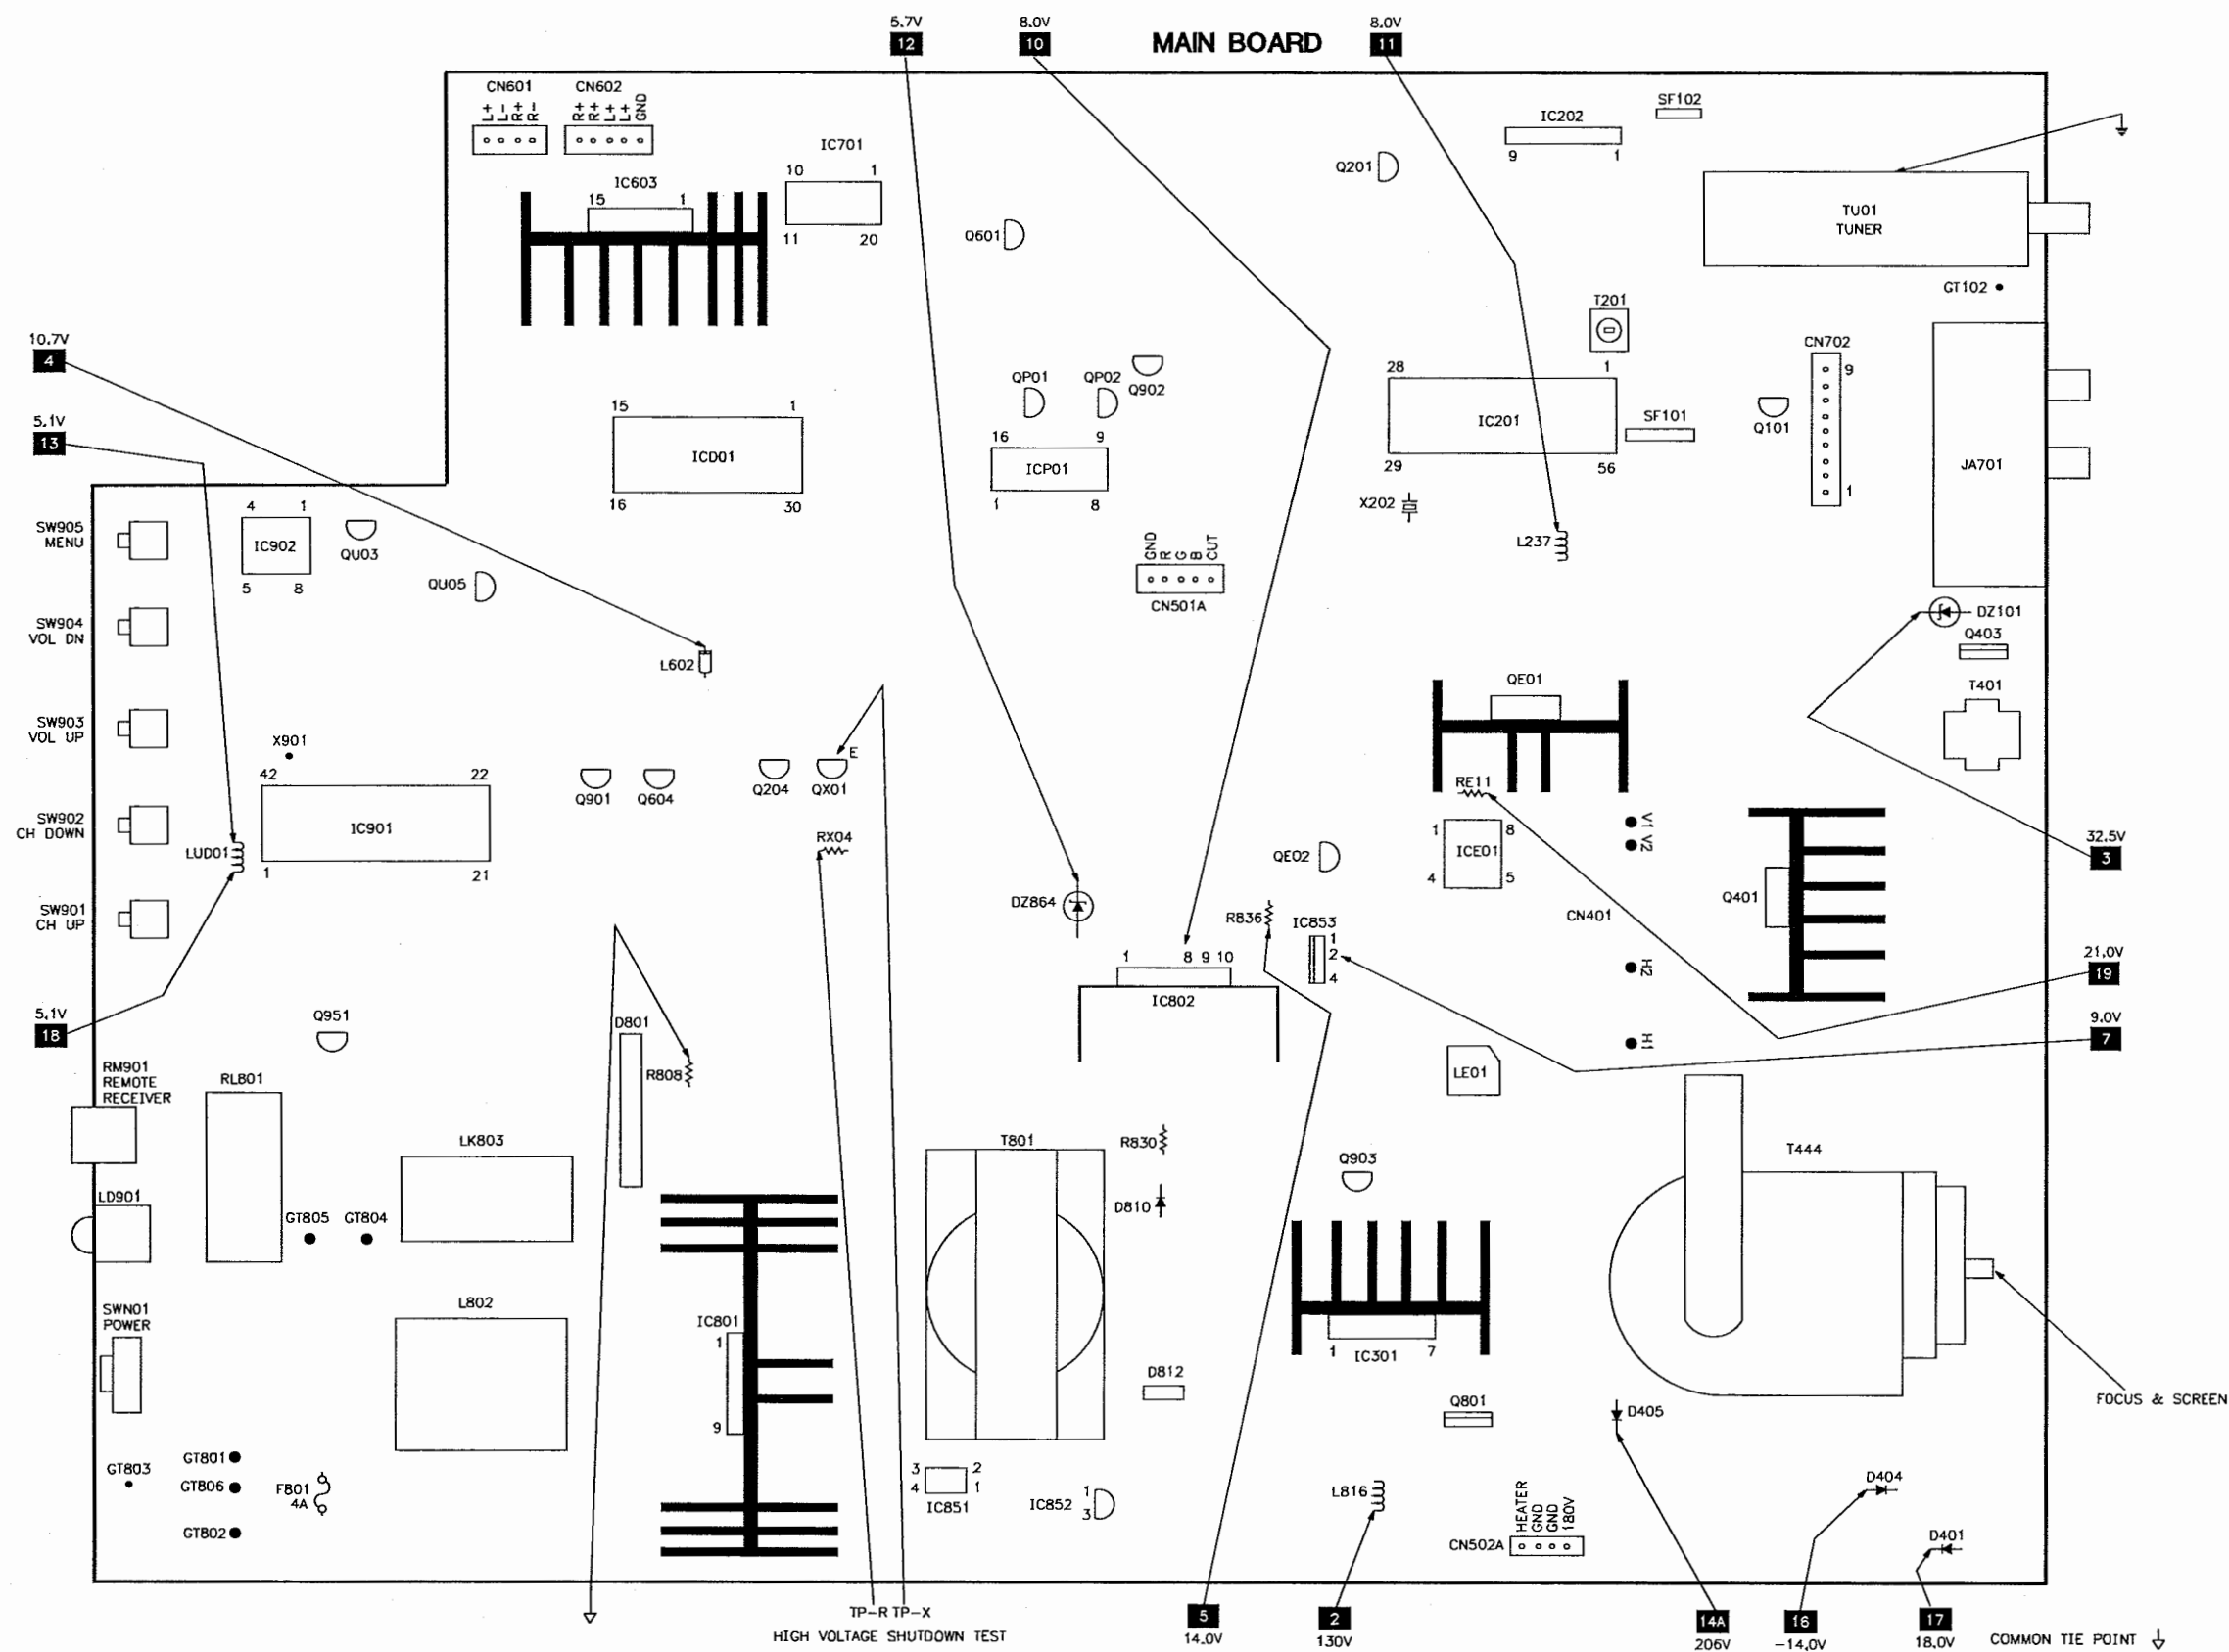 5.7V
12
8.0V
10
MAIN BOARD
8.0V
11
CN601
L+
L-
R+
R-
CN602
R+
R+
L+
L+
GND
IC701
10 1
11 20
IC603
15 1
Q601
Q201
IC202
9 1
SF102
TU01
TUNER
GT102
T201
CN702
9
1
10.7V
4
5.1V
13
QP01
QP02
Q902
28 1
IC201
29 56
SF101
Q101
JA701
15 1
ICD01
16 30
16 9
ICP01
1 8
X202
SW905
MENU
4 1
IC902
5 8
QU03
QU05
GND
R
G
B
CUT
CN501A
L237
SW904
VOL DN
DZ101
Q403
L602
QE01
T401
SW903
VOL UP
X901
42 22
IC901
1 21
Q901
Q604
Q204
QX01
E
RE11
SW902
CH DOWN
LUD01
RX04
QE02
1 8
ICE01
4 5
V1
V2
32.5V
3
SW901
CH UP
DZ864
R836
IC853
1
2
4
CN401
Q401
H2
21.0V
19
1 8 9 10
IC802
5.1V
18
Q951
D801
H1
9.0V
7
RM901
REMOTE
RECEIVER
RL801
R808
LE01
LK803
T801
R830
Q903
T444
LD901
GT805
GT804
D810
SWN01
POWER
L802
IC801
1
9
1 7
IC301
D812
Q801
D405
FOCUS & SCREEN
GT803
GT801
GT806
GT802
F801
4A
3 2
4 1
IC851
IC852
1
3
L816
HEATER
GND
GND
180V
CN502A
D404
D401
TP-R TP-X
HIGH VOLTAGE SHUTDOWN TEST
5
14.0V
2
130V
14A
206V
16
-14.0V
17
18.0V
COMMON TIE POINT